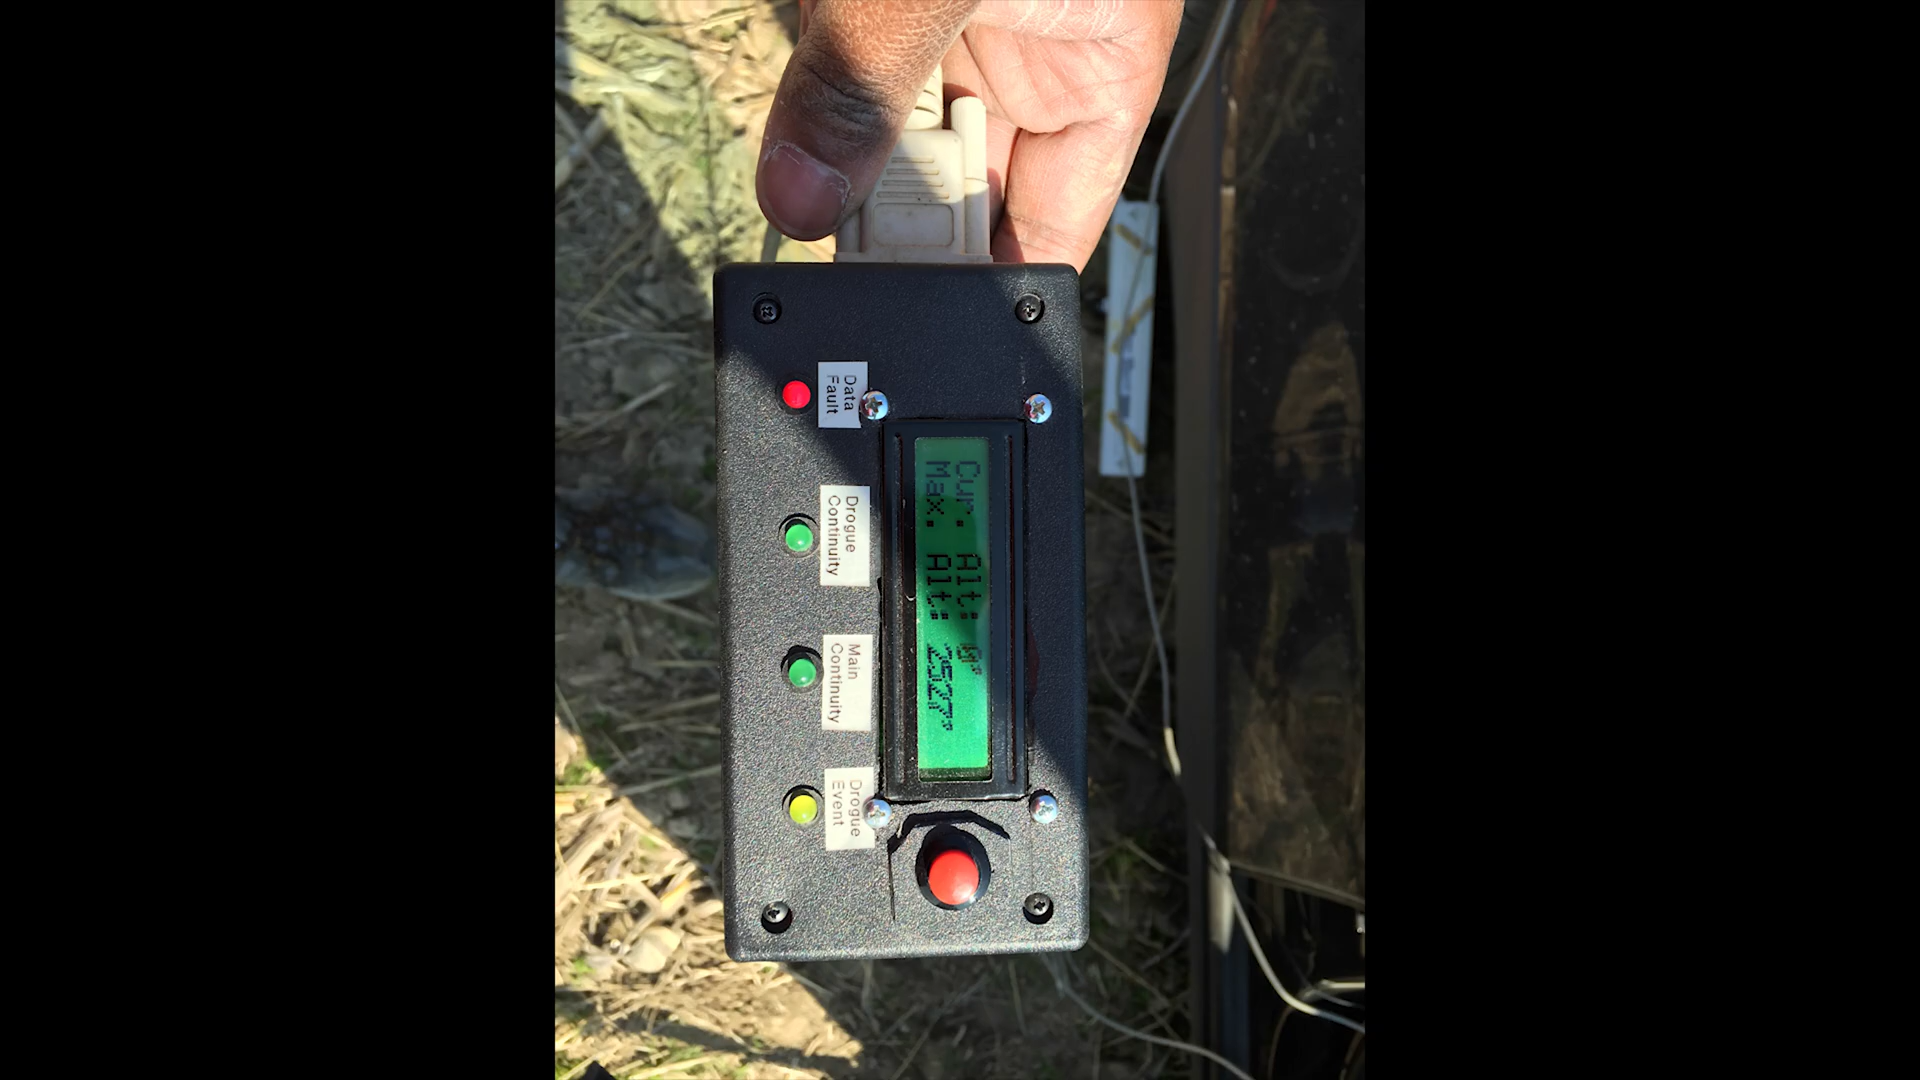 Data
Fault
Drogue
Continuity
Main
Continuity
Drogue
Event
Cur. Alt: 0'
Max. Alt: 2527'